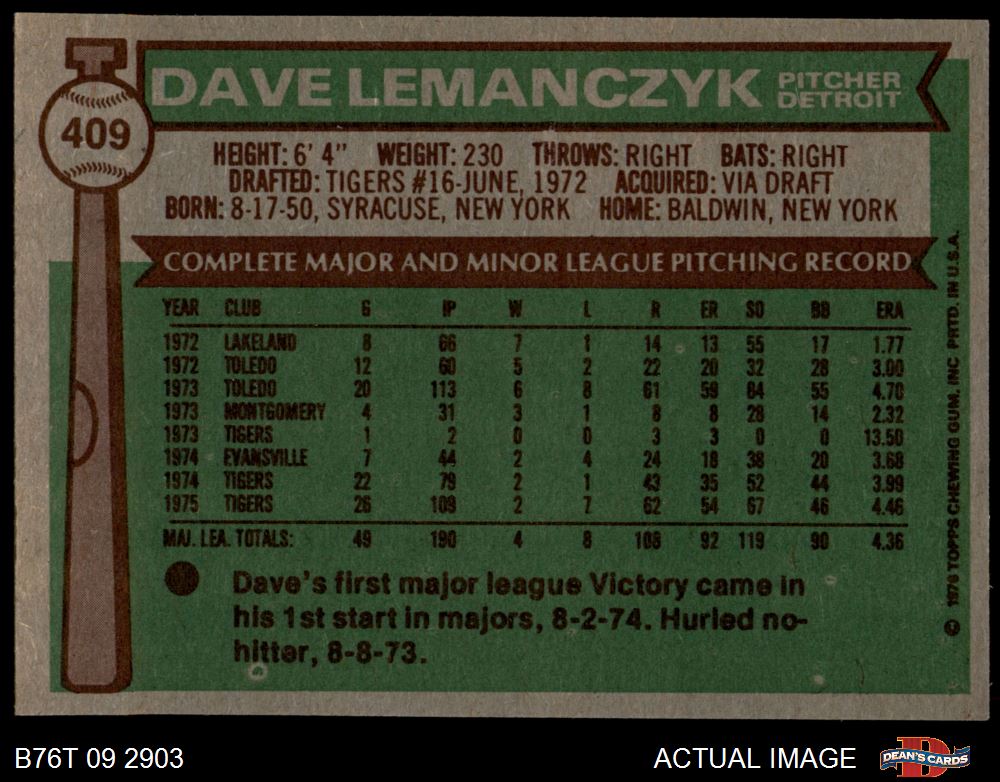 DAVE LEMANCZYK PITCHER DETROIT
409
HEIGHT: 6' 4" WEIGHT: 230 THROWS: RIGHT BATS: RIGHT
DRAFTED: TIGERS #16-JUNE, 1972 ACQUIRED: VIA DRAFT
BORN: 8-17-50, SYRACUSE, NEW YORK HOME: BALDWIN, NEW YORK
COMPLETE MAJOR AND MINOR LEAGUE PITCHING RECORD
YEAR CLUB G IP W L R ER SO BB ERA
1972 LAKELAND 8 66 7 1 14 13 55 17 1.77
1972 TOLEDO 12 60 5 2 22 20 32 28 3.00
1973 TOLEDO 20 113 6 8 61 59 84 55 4.70
1973 MONTGOMERY 4 31 3 1 8 8 28 14 2.32
1973 TIGERS 1 2 0 0 3 3 0 0 13.50
1974 EVANSVILLE 7 44 2 4 24 18 38 20 3.68
1974 TIGERS 22 79 2 1 43 35 52 44 3.99
1975 TIGERS 26 109 2 7 62 54 67 46 4.46
MAJ. LEA. TOTALS: 49 190 4 8 108 92 119 90 4.36
Dave's first major league Victory came in
his 1st start in majors, 8-2-74. Hurled no-
hitter, 8-8-73.
© 1976 TOPPS CHEWING GUM, INC PRTD. IN U.S.A.
B76T 09 2903
ACTUAL IMAGE
DEAN'S CARDS